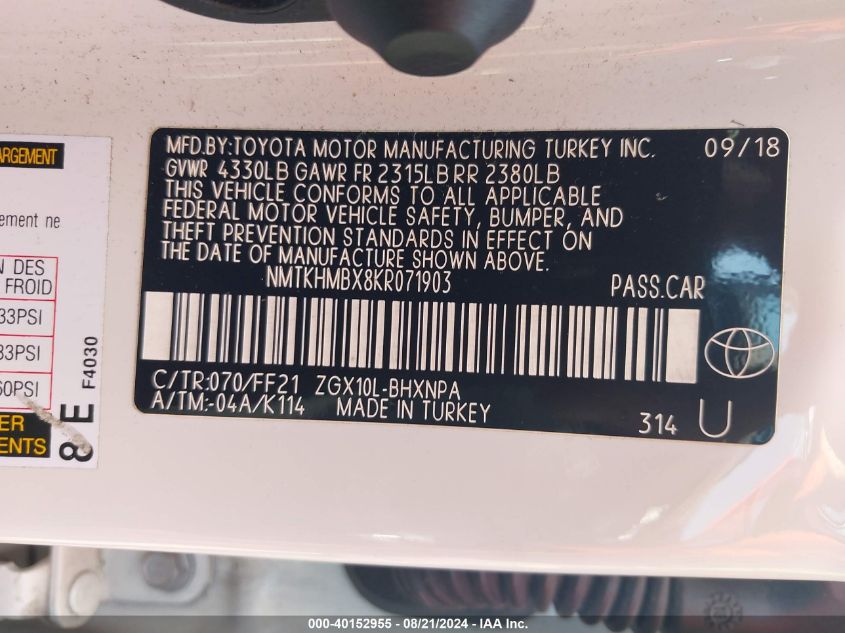 MFD.BY:TOYOTA MOTOR MANUFACTURING TURKEY INC. 09/18
GVWR 4330LB GAWR FR 2315LB RR 2380LB
THIS VEHICLE CONFORMS TO ALL APPLICABLE
FEDERAL MOTOR VEHICLE SAFETY, BUMPER, AND
THEFT PREVENTION STANDARDS IN EFFECT ON
THE DATE OF MANUFACTURE SHOWN ABOVE.
NMTKHMBX8KR071903 PASS.CAR
C/TR:070/FF21 ZGX10L-BHXNPA
A/TM:-04A/K114 MADE IN TURKEY
314 U
ARGEMENT
gement ne
N DES
FROID
33PSI
33PSI
60PSI
ER
ENTS
8E F4030
000-40152955 - 08/21/2024 - IAA Inc.